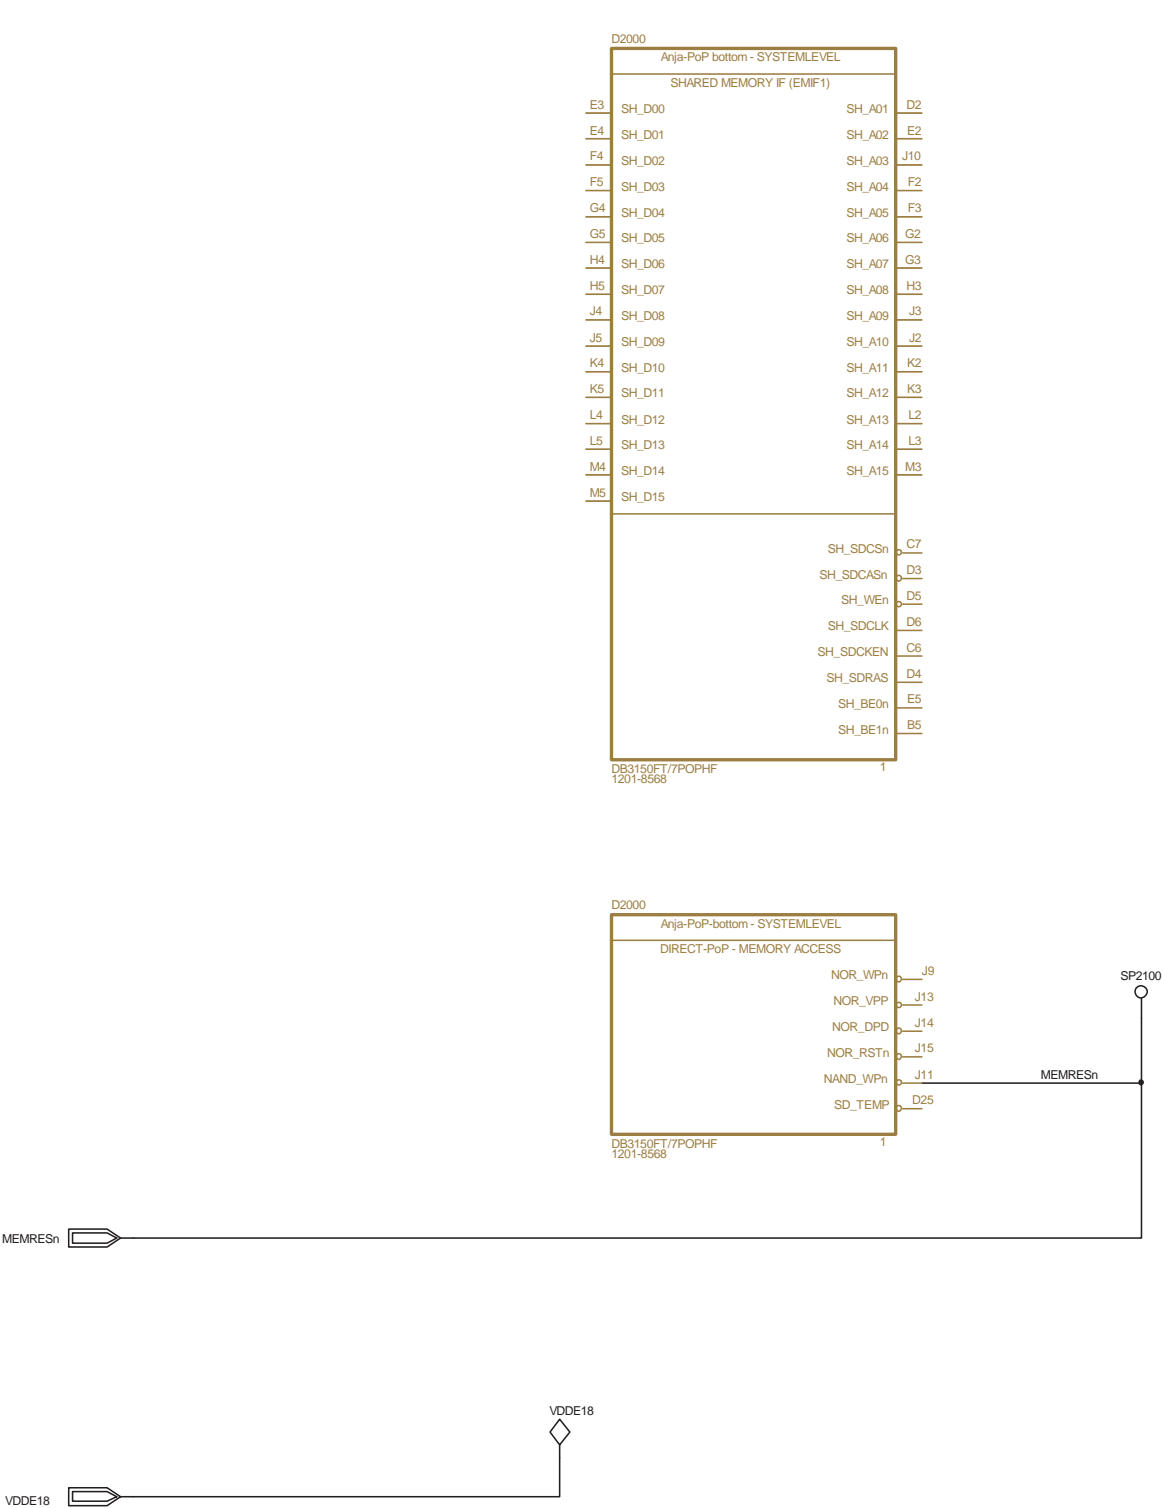 D2000
Anja-PoP bottom - SYSTEMLEVEL
SHARED MEMORY IF (EMIF1)
E3 SH_D00 SH_A01 D2
E4 SH_D01 SH_A02 E2
F4 SH_D02 SH_A03 J10
F5 SH_D03 SH_A04 F2
G4 SH_D04 SH_A05 F3
G5 SH_D05 SH_A06 G2
H4 SH_D06 SH_A07 G3
H5 SH_D07 SH_A08 H3
J4 SH_D08 SH_A09 J3
J5 SH_D09 SH_A10 J2
K4 SH_D10 SH_A11 K2
K5 SH_D11 SH_A12 K3
L4 SH_D12 SH_A13 L2
L5 SH_D13 SH_A14 L3
M4 SH_D14 SH_A15 M3
M5 SH_D15
SH_SDCSn C7
SH_SDCASn D3
SH_WEn D5
SH_SDCLK D6
SH_SDCKEN C6
SH_SDRAS D4
SH_BE0n E5
SH_BE1n B5
DB3150FT/7POPHF 1
1201-8568
D2000
Anja-PoP-bottom - SYSTEMLEVEL
DIRECT-PoP - MEMORY ACCESS
NOR_WPn J9
SP2100
NOR_VPP J13
NOR_DPD J14
NOR_RSTn J15
NAND_WPn J11 MEMRESn
SD_TEMP D25
DB3150FT/7POPHF 1
1201-8568
MEMRESn
VDDE18
VDDE18